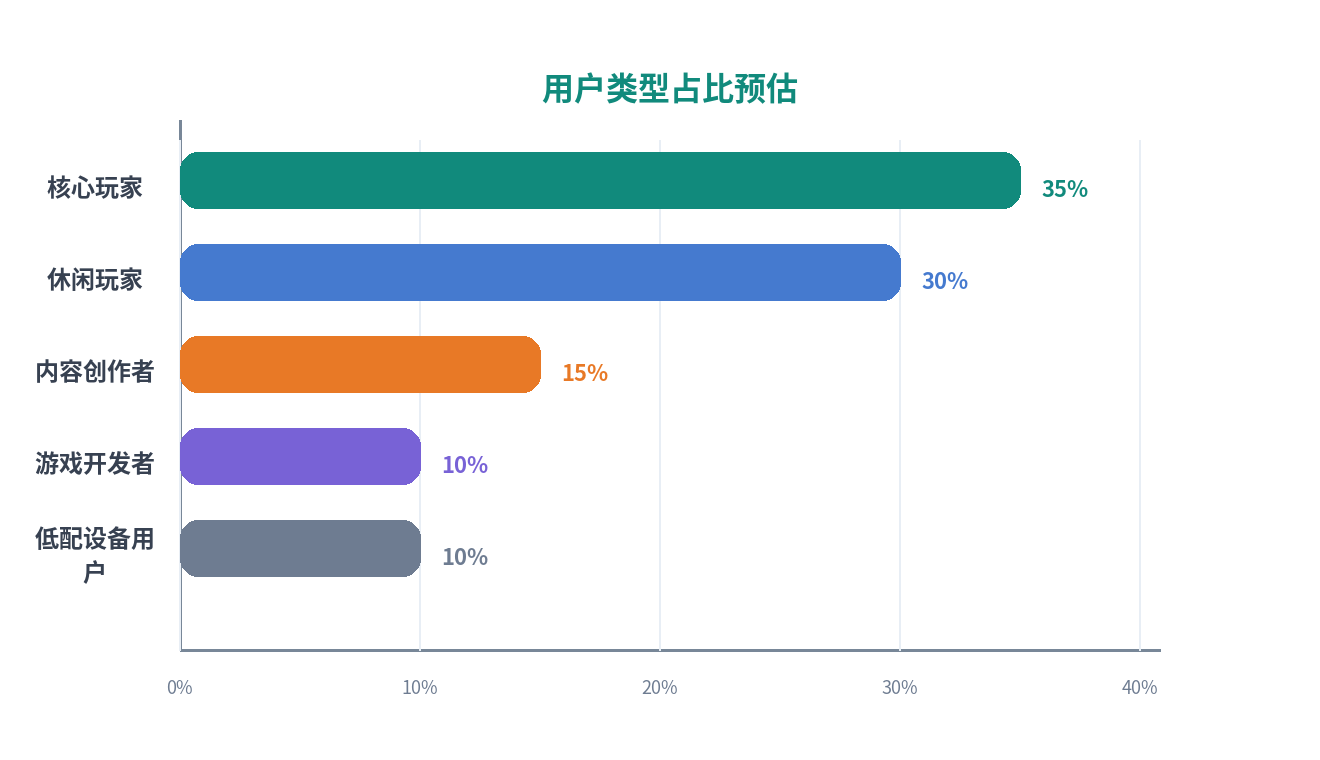 用户类型占比预估
核心玩家
35%
休闲玩家
30%
内容创作者
15%
游戏开发者
10%
低配设备用
户
10%
0%
10%
20%
30%
40%